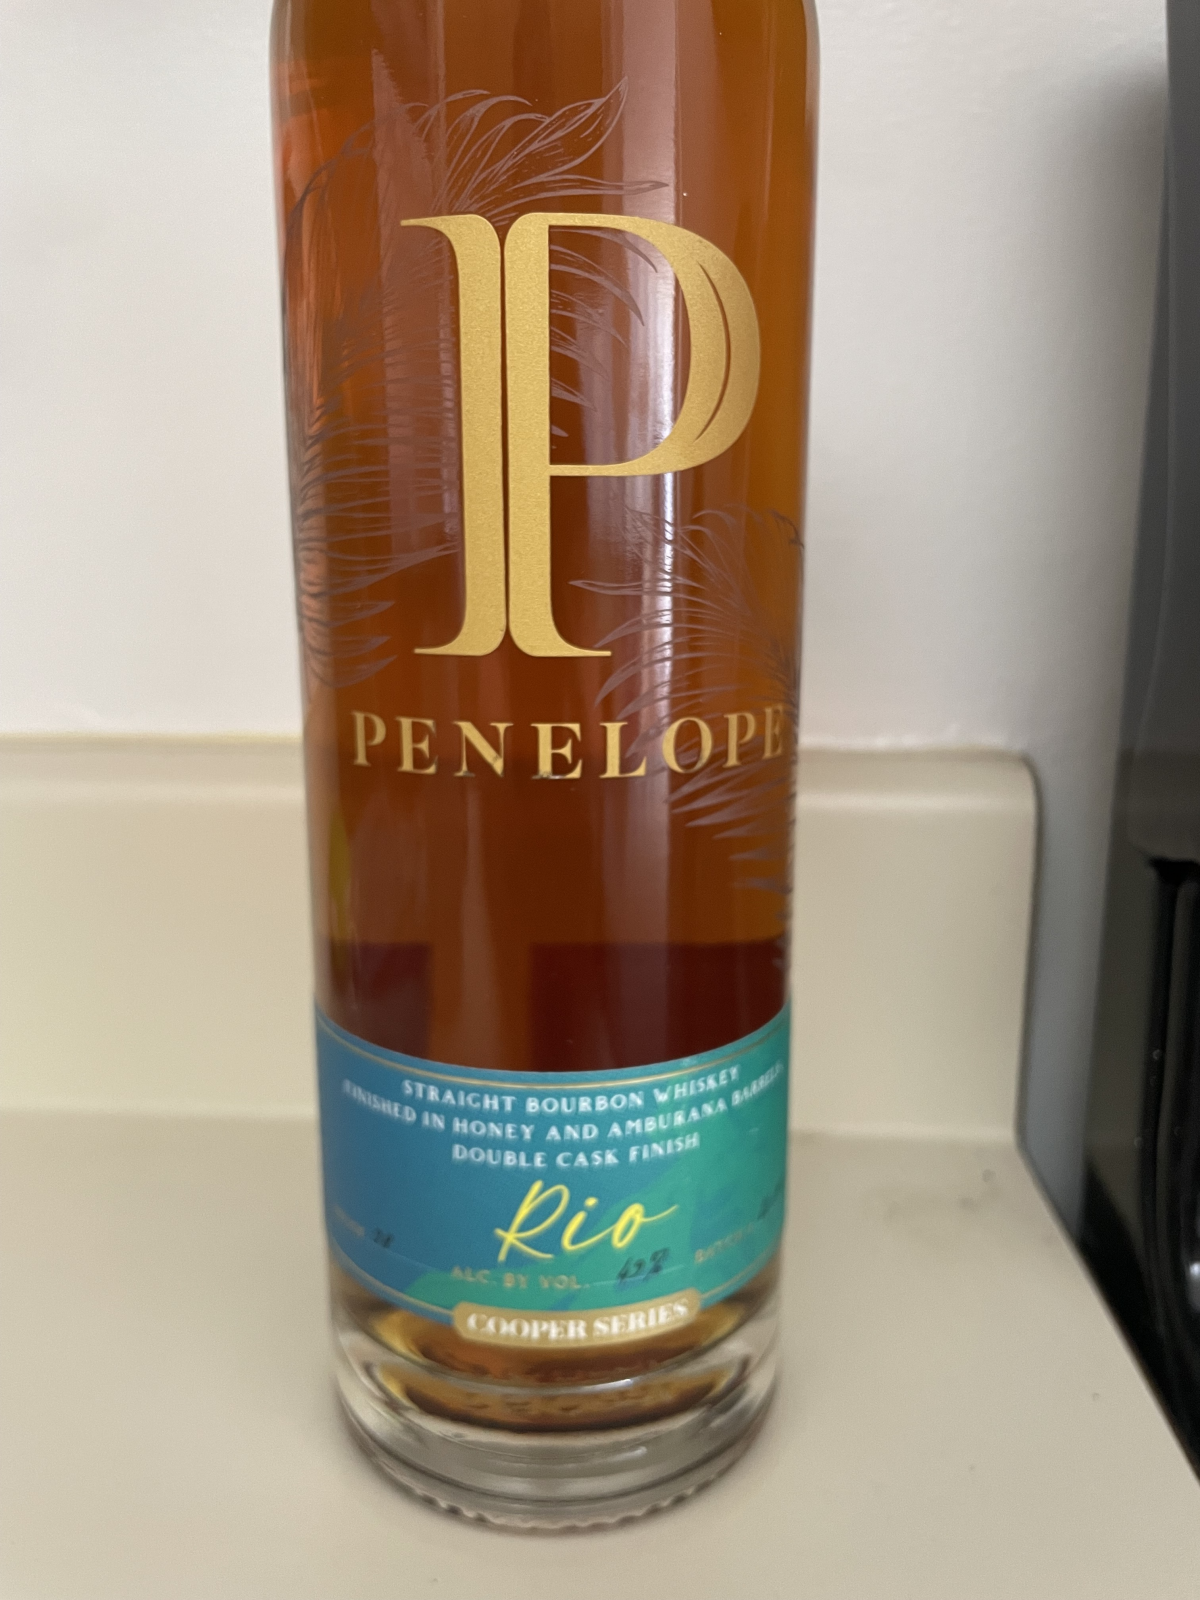 P
PENELOPE
STRAIGHT BOURBON WHISKEY
FINISHED IN HONEY AND AMBURANA BARRELS
DOUBLE CASK FINISH
Rio
ALC. BY VOL. 49%
COOPER SERIES